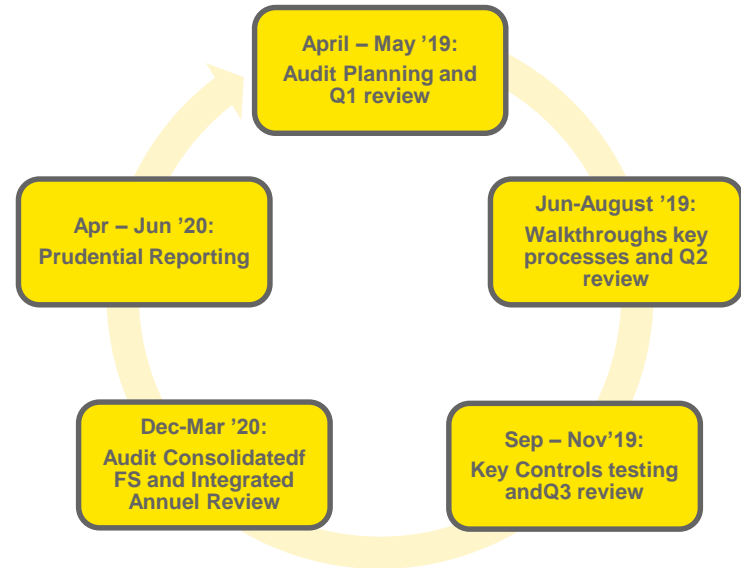 April – May ’19:
Audit Planning and
Q1 review
Jun-August ’19:
Walkthroughs key
processes and Q2
review
Sep – Nov’19:
Key Controls testing
andQ3 review
Dec-Mar ’20:
Audit Consolidatedf
FS and Integrated
Annuel Review
Apr – Jun ’20:
Prudential Reporting